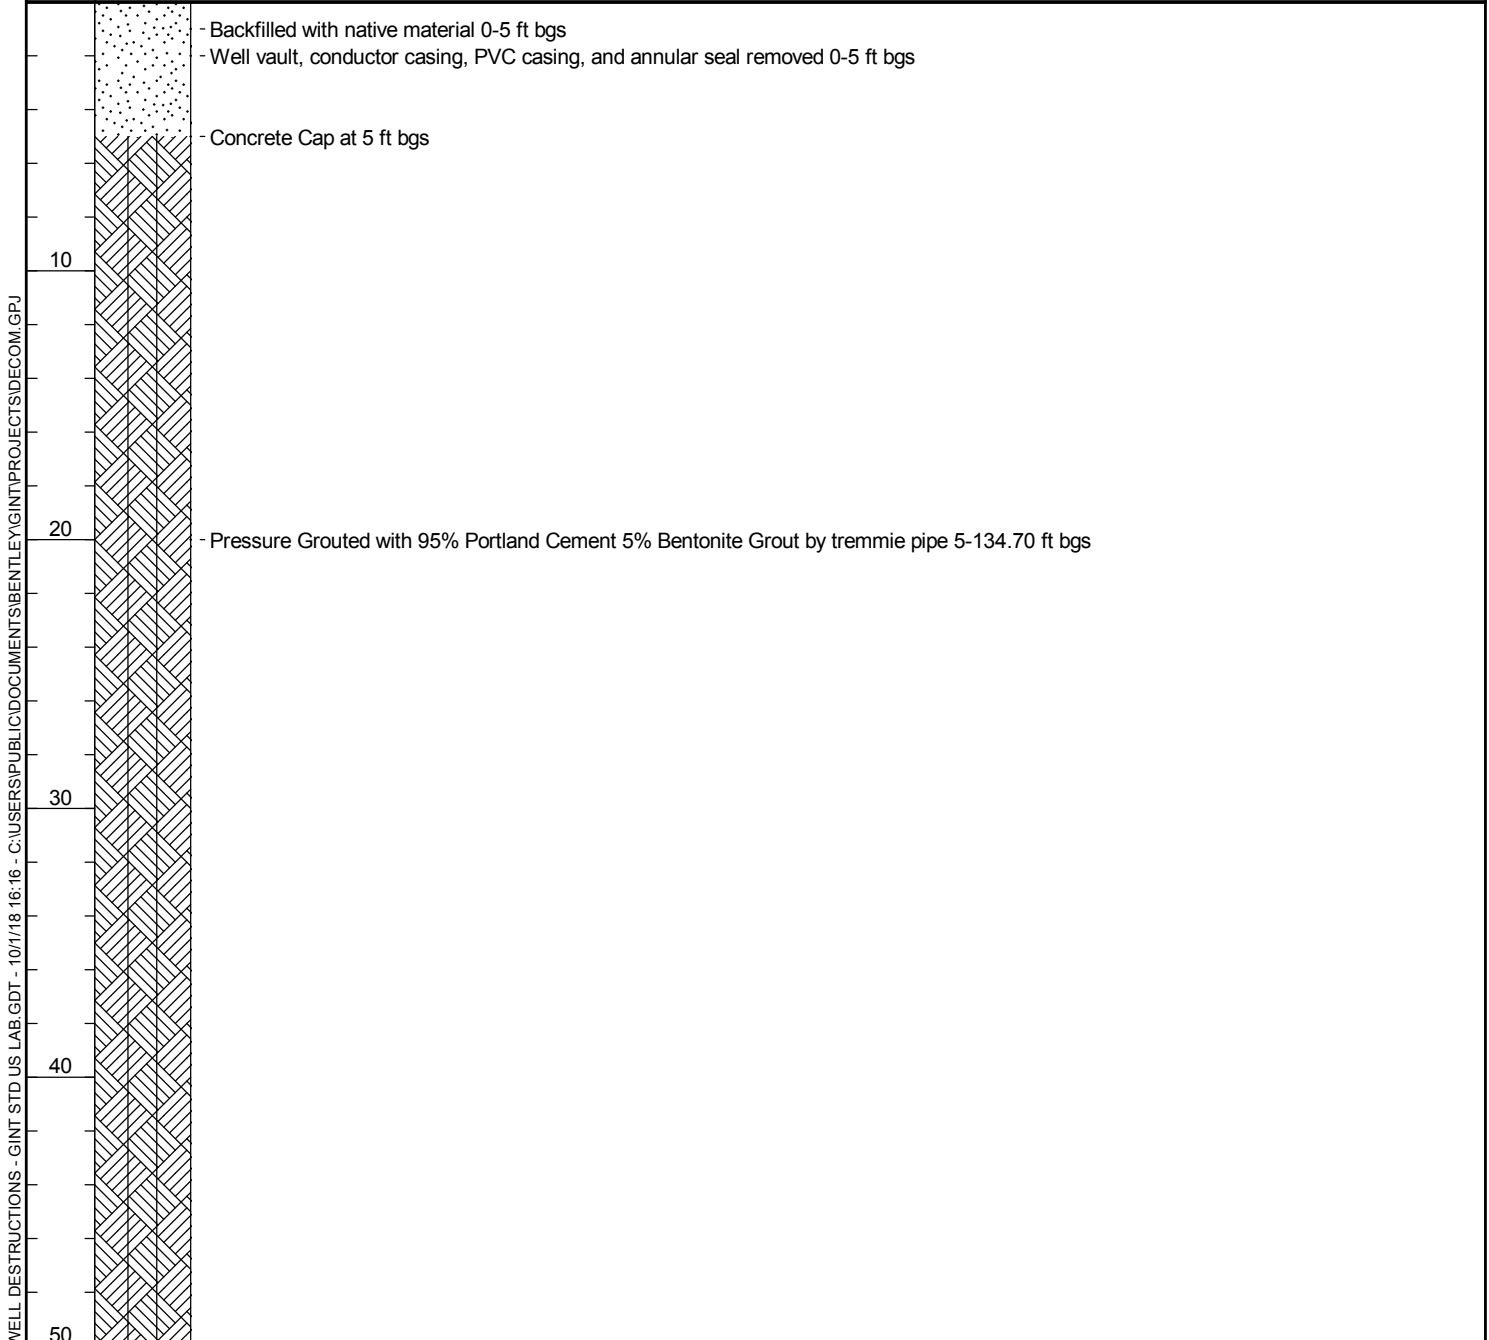 - Backfilled with native material 0-5 ft bgs
- Well vault, conductor casing, PVC casing, and annular seal removed 0-5 ft bgs
- Concrete Cap at 5 ft bgs
10
20
- Pressure Grouted with 95% Portland Cement 5% Bentonite Grout by tremmie pipe 5-134.70 ft bgs
30
40
50
WELL DESTRUCTIONS - GINT STD US LAB.GDT - 10/1/18 16:16 - C:\USERS\PUBLIC\DOCUMENTS\BENTLEY\GINT\PROJECTS\DECOM.GPJ